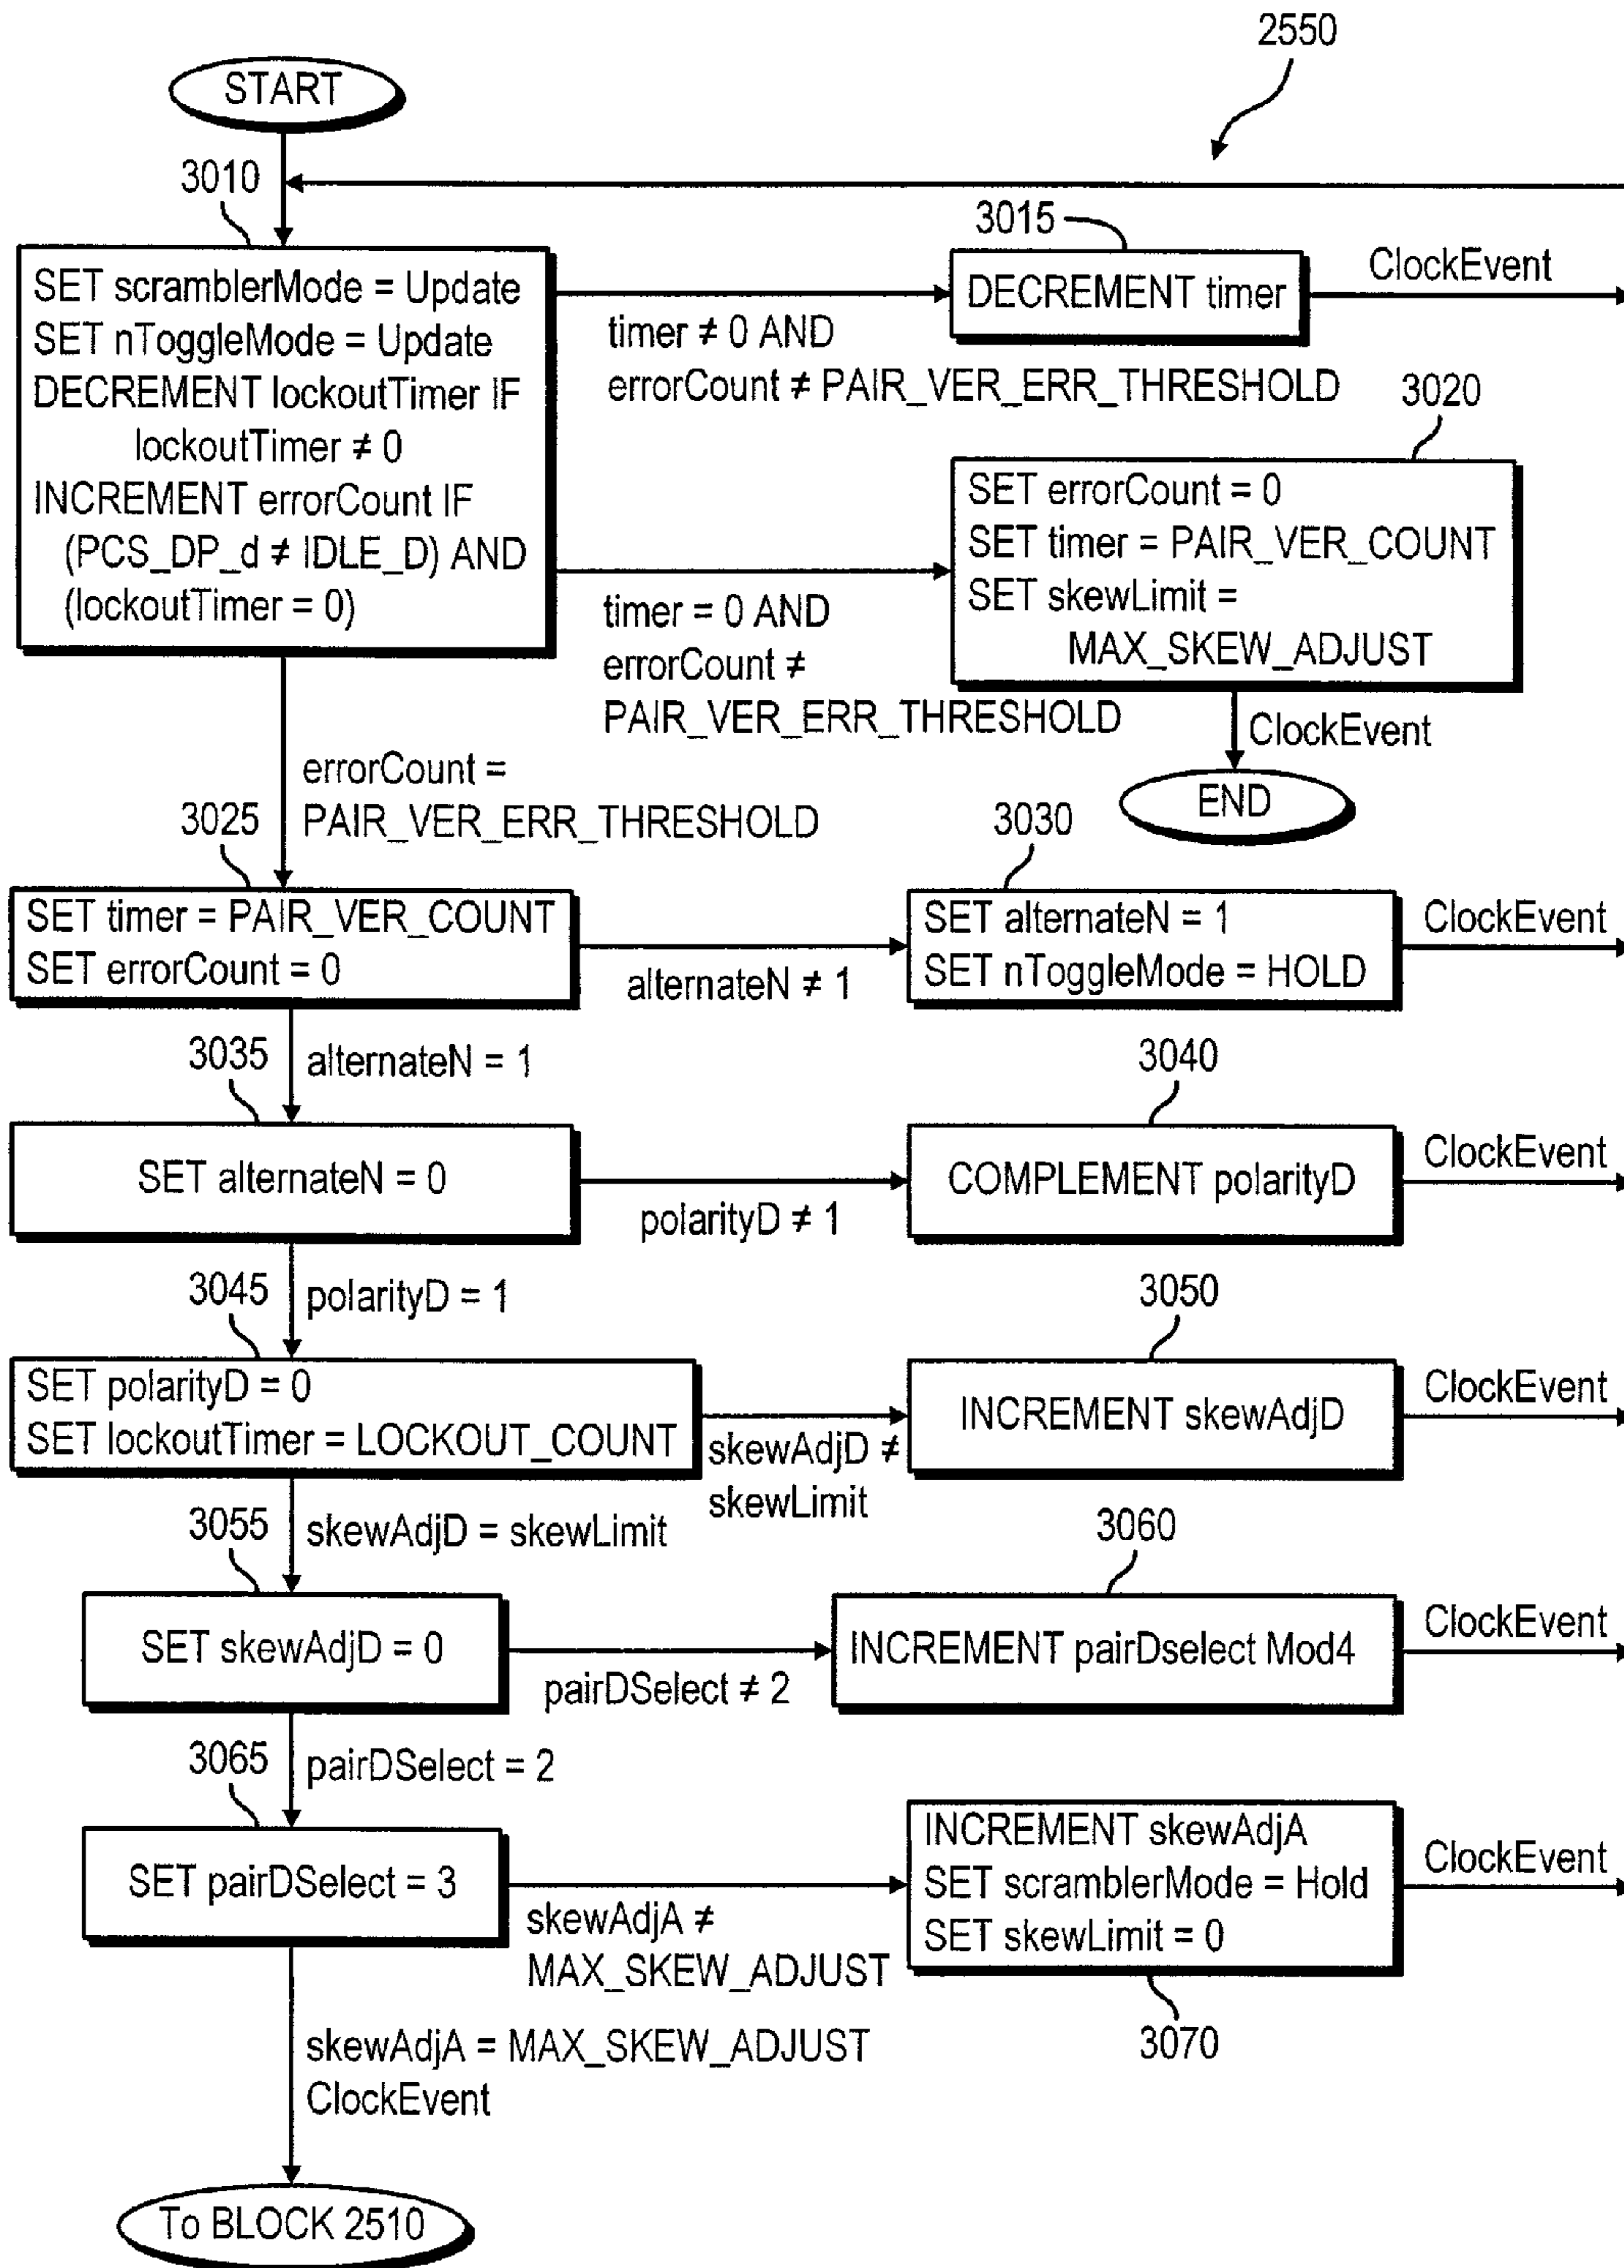 2550
START
3010
SET scramblerMode = Update
SET nToggleMode = Update
DECREMENT lockoutTimer IF
lockoutTimer ≠ 0
INCREMENT errorCount IF
(PCS_DP_d ≠ IDLE_D) AND
(lockoutTimer = 0)
timer ≠ 0 AND
errorCount ≠ PAIR_VER_ERR_THRESHOLD
3015
DECREMENT timer
ClockEvent
timer = 0 AND
errorCount ≠
PAIR_VER_ERR_THRESHOLD
3020
SET errorCount = 0
SET timer = PAIR_VER_COUNT
SET skewLimit =
MAX_SKEW_ADJUST
ClockEvent
END
errorCount =
PAIR_VER_ERR_THRESHOLD
3025
SET timer = PAIR_VER_COUNT
SET errorCount = 0
alternateN ≠ 1
3030
SET alternateN = 1
SET nToggleMode = HOLD
ClockEvent
alternateN = 1
3035
SET alternateN = 0
polarityD ≠ 1
3040
COMPLEMENT polarityD
ClockEvent
polarityD = 1
3045
SET polarityD = 0
SET lockoutTimer = LOCKOUT_COUNT
skewAdjD ≠
skewLimit
3050
INCREMENT skewAdjD
ClockEvent
skewAdjD = skewLimit
3055
SET skewAdjD = 0
pairDSelect ≠ 2
3060
INCREMENT pairDselect Mod4
ClockEvent
pairDSelect = 2
3065
SET pairDSelect = 3
skewAdjA ≠
MAX_SKEW_ADJUST
INCREMENT skewAdjA
SET scramblerMode = Hold
SET skewLimit = 0
3070
ClockEvent
skewAdjA = MAX_SKEW_ADJUST
ClockEvent
To BLOCK 2510